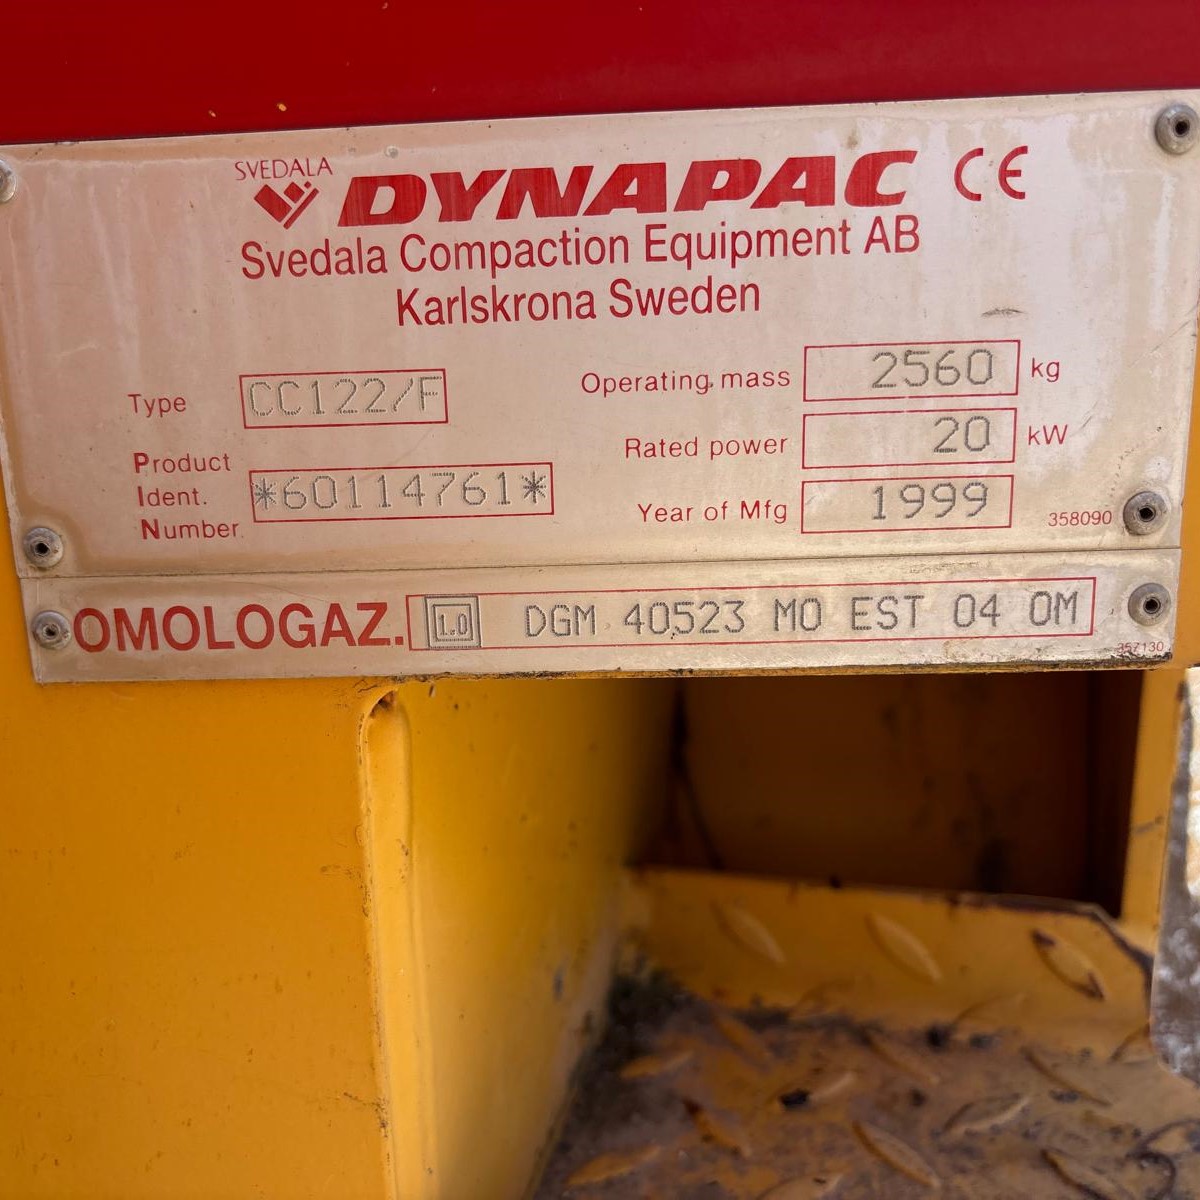 SVEDALA
DYNAPAC CE
Svedala Compaction Equipment AB
Karlskrona Sweden
Type CC122/F
Operating mass 2560 kg
Rated power 20 kW
Product Ident. Number *60114761*
Year of Mfg 1999
358090
OMOLOGAZ. 1.0 DGM 40523 MO EST 04 OM
357130